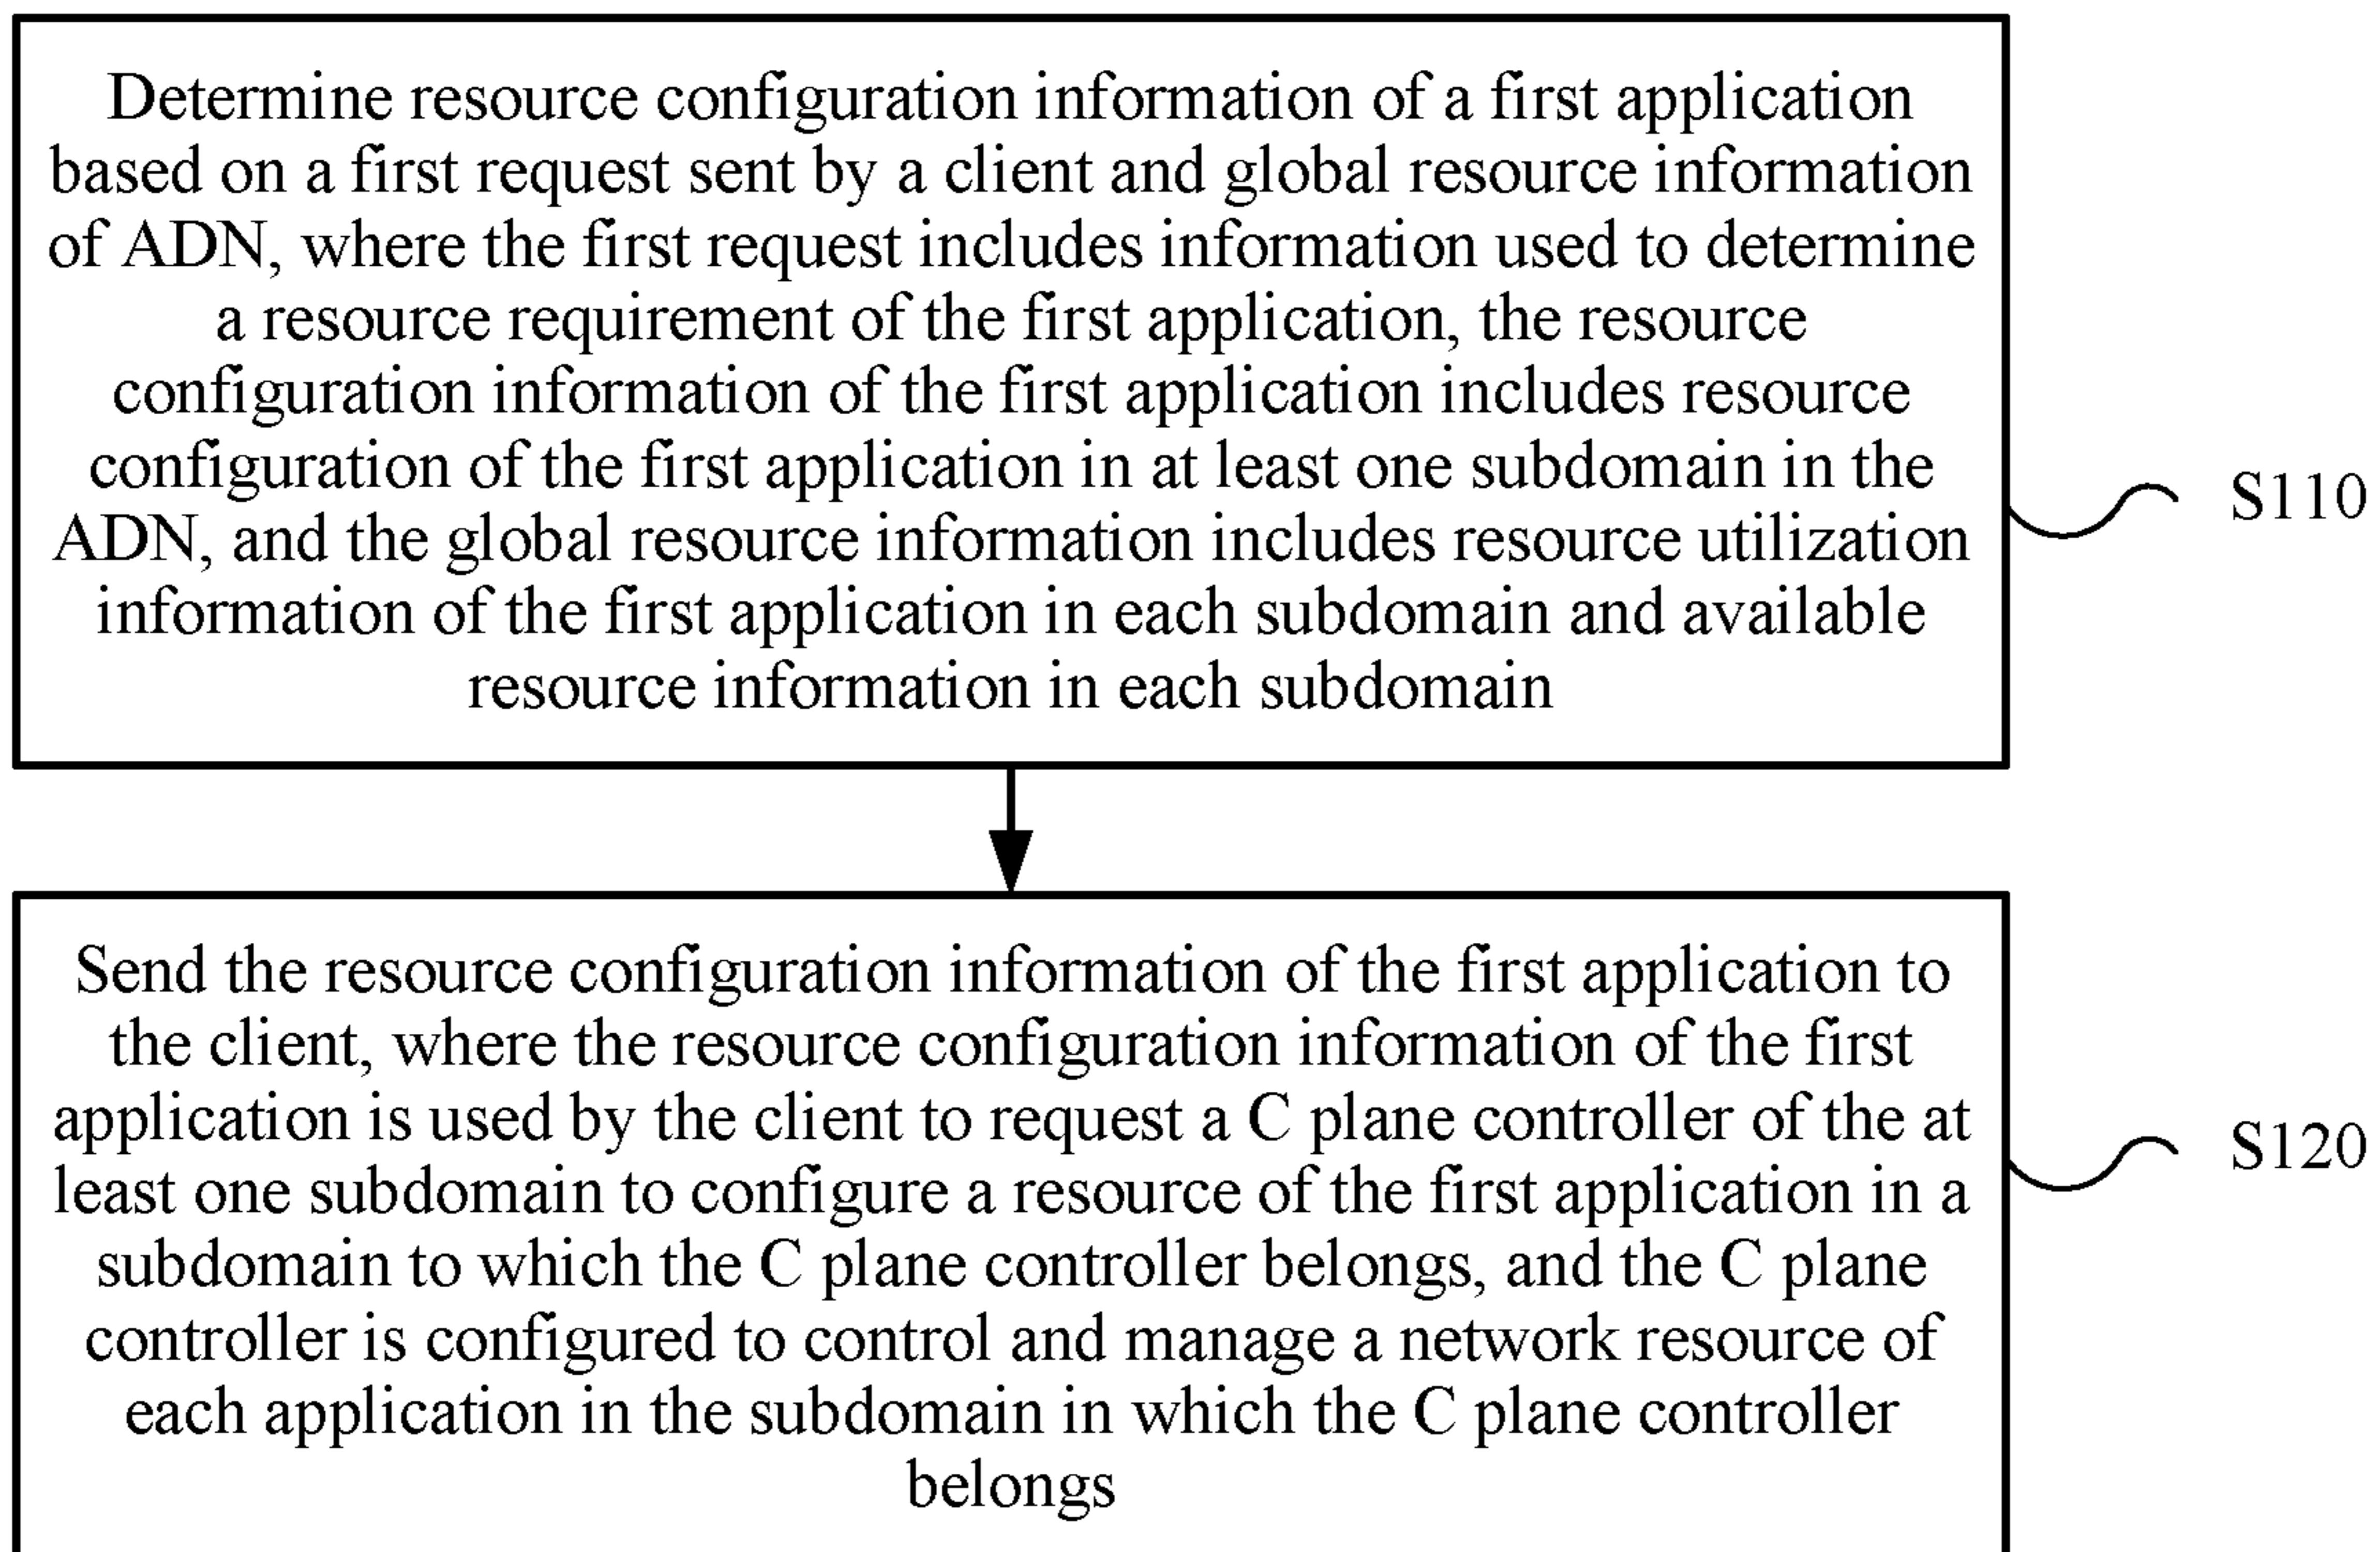 Determine resource configuration information of a first application
based on a first request sent by a client and global resource information
of ADN, where the first request includes information used to determine
a resource requirement of the first application, the resource
configuration information of the first application includes resource
configuration of the first application in at least one subdomain in the
ADN, and the global resource information includes resource utilization
information of the first application in each subdomain and available
resource information in each subdomain
S110
Send the resource configuration information of the first application to
the client, where the resource configuration information of the first
application is used by the client to request a C plane controller of the at
least one subdomain to configure a resource of the first application in a
subdomain to which the C plane controller belongs, and the C plane
controller is configured to control and manage a network resource of
each application in the subdomain in which the C plane controller
belongs
S120